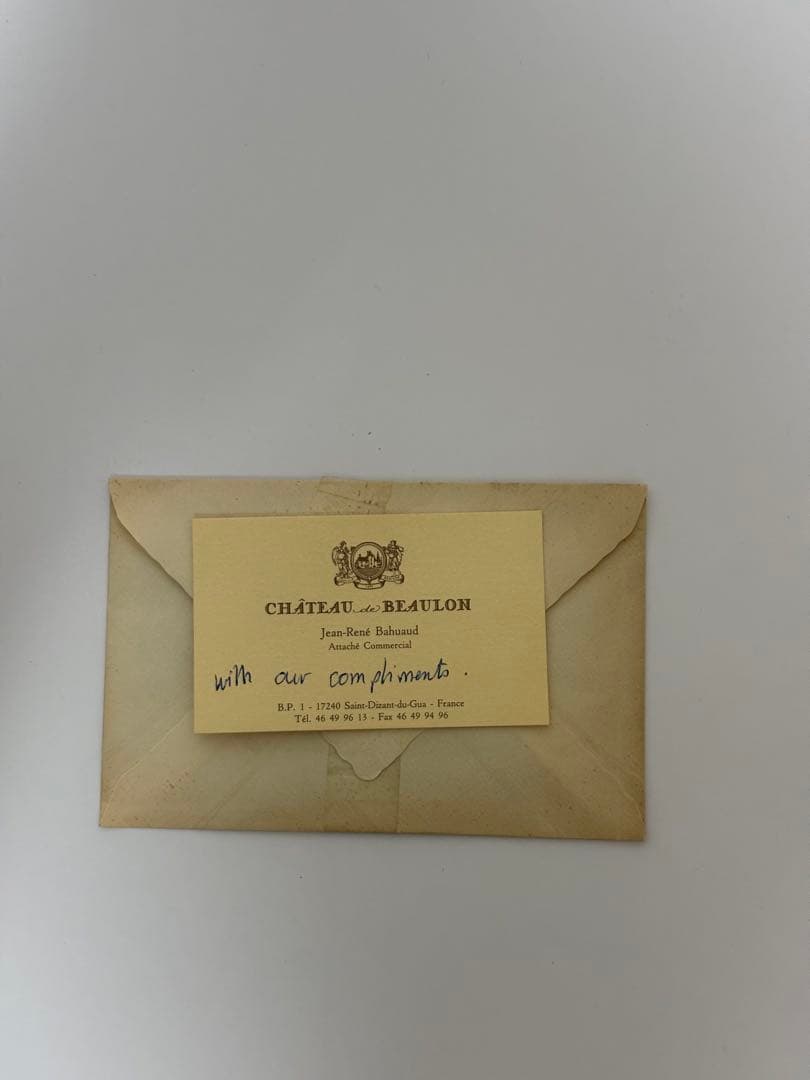 CHÂTEAU de BEAULON
Jean-René Bahuaud
Attaché Commercial
with our compliments.
B.P. 1 - 17240 Saint-Dizant-du-Gua - France
Tél. 46 49 96 13 - Fax 46 49 94 96